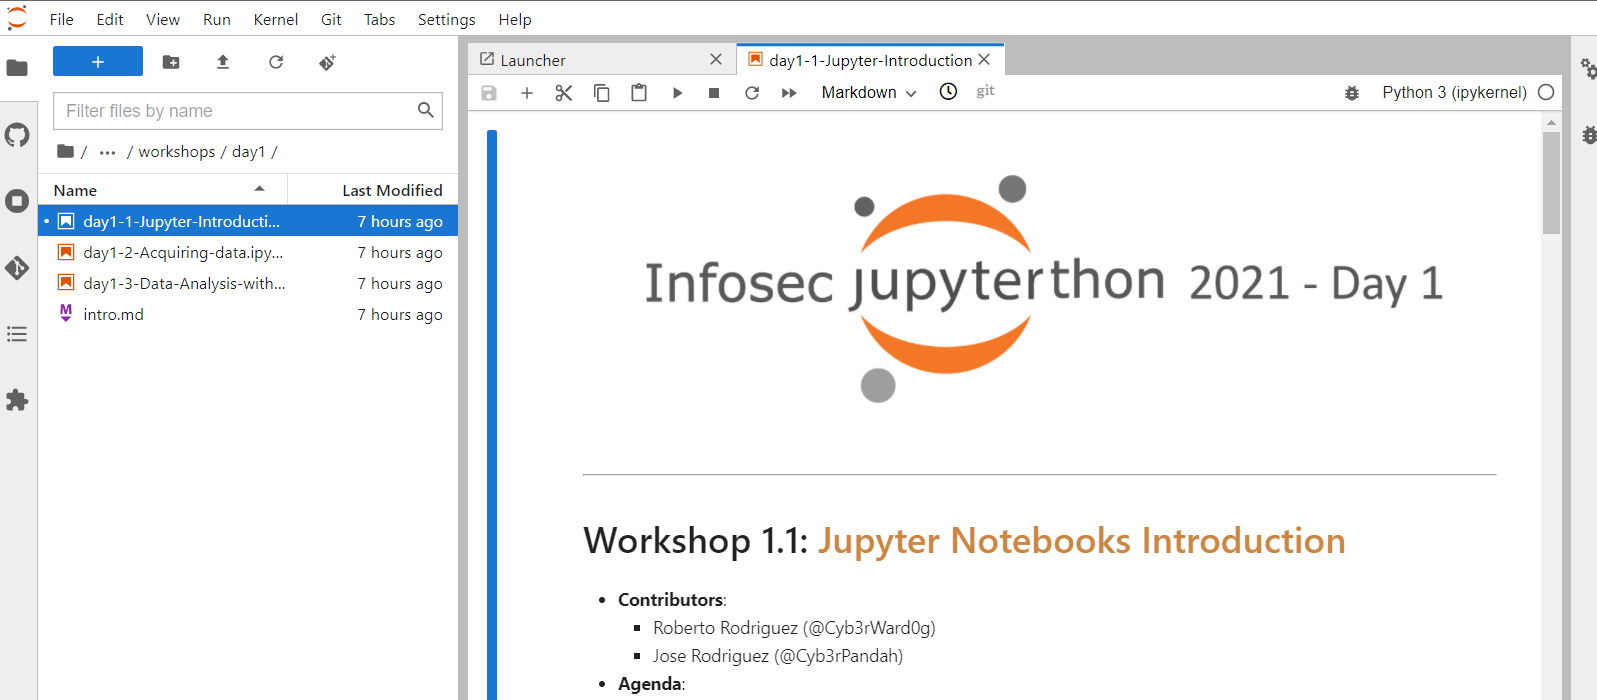 File Edit View Run Kernel Git Tabs Settings Help
Filter files by name
/ ... / workshops / day1 /
Name Last Modified
day1-1-Jupyter-Introducti... 7 hours ago
day1-2-Acquiring-data.ipy... 7 hours ago
day1-3-Data-Analysis-with... 7 hours ago
M intro.md 7 hours ago
Launcher
day1-1-Jupyter-Introduction
Markdown git Python 3 (ipykernel)
Infosec jupyterthon 2021 - Day 1
Workshop 1.1: Jupyter Notebooks Introduction
• Contributors:
▪ Roberto Rodriguez (@Cyb3rWard0g)
▪ Jose Rodriguez (@Cyb3rPandah)
• Agenda: